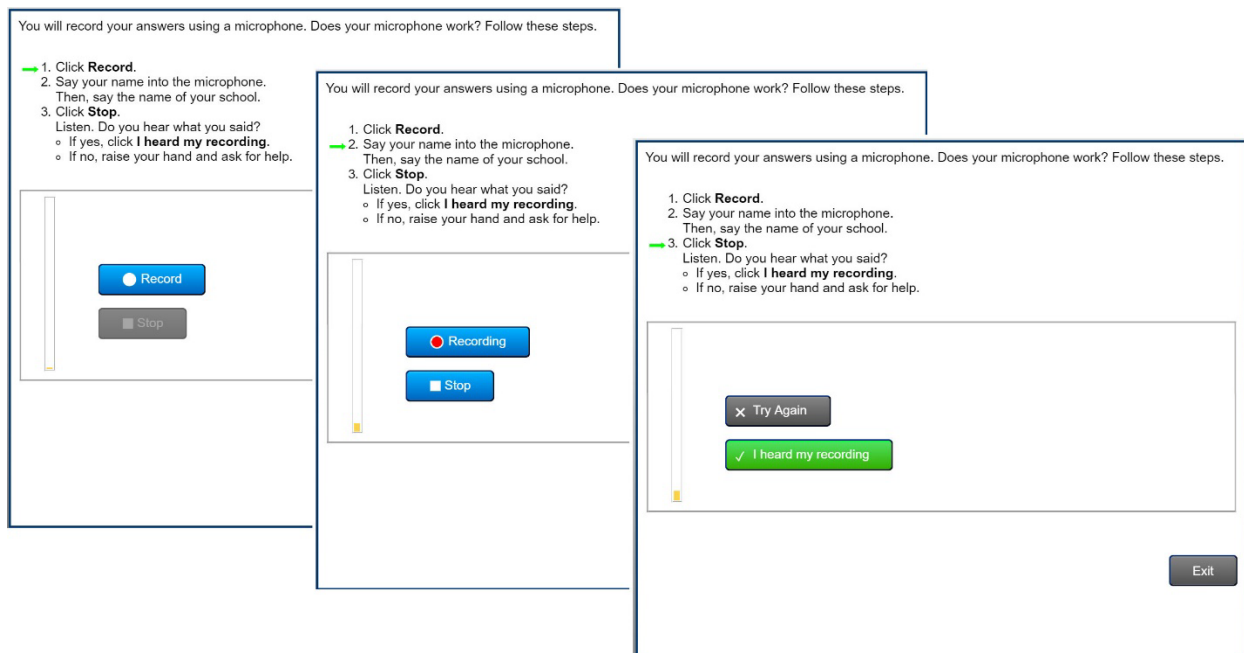 You will record your answers using a microphone. Does your microphone work? Follow these steps.
1. Click Record.
2. Say your name into the microphone.
Then, say the name of your school.
3. Click Stop.
Listen. Do you hear what you said?
◦ If yes, click I heard my recording.
◦ If no, raise your hand and ask for help.
Record
Stop
You will record your answers using a microphone. Does your microphone work? Follow these steps.
1. Click Record.
2. Say your name into the microphone.
Then, say the name of your school.
3. Click Stop.
Listen. Do you hear what you said?
◦ If yes, click I heard my recording.
◦ If no, raise your hand and ask for help.
Recording
Stop
You will record your answers using a microphone. Does your microphone work? Follow these steps.
1. Click Record.
2. Say your name into the microphone.
Then, say the name of your school.
3. Click Stop.
Listen. Do you hear what you said?
◦ If yes, click I heard my recording.
◦ If no, raise your hand and ask for help.
Try Again
I heard my recording
Exit